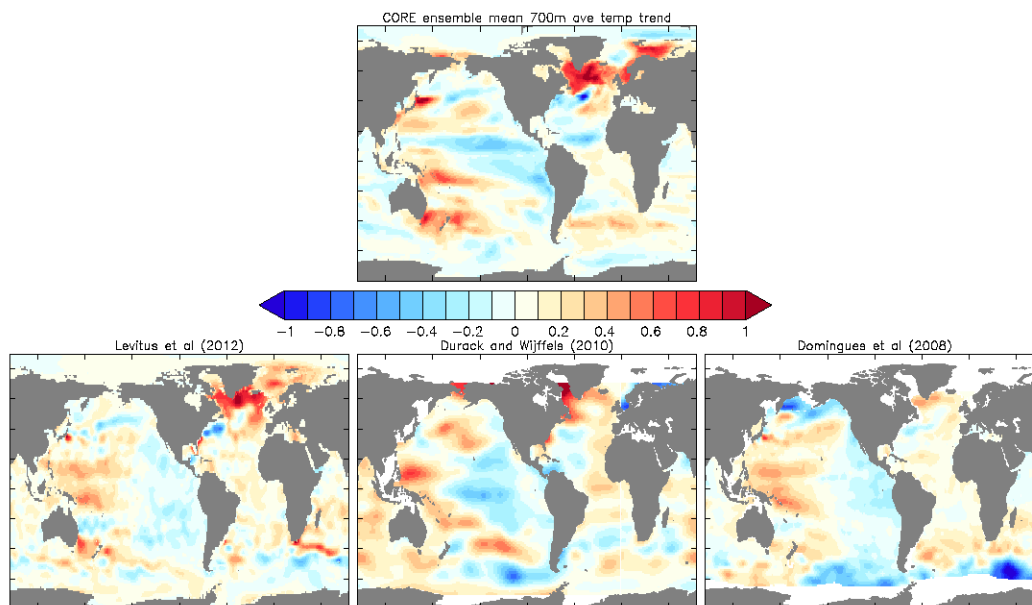 CORE ensemble mean 700m ave temp trend
−1 −0.8 −0.6 −0.4 −0.2 0 0.2 0.4 0.6 0.8 1
Levitus et al (2012) Durack and Wijffels (2010) Domingues et al (2008)